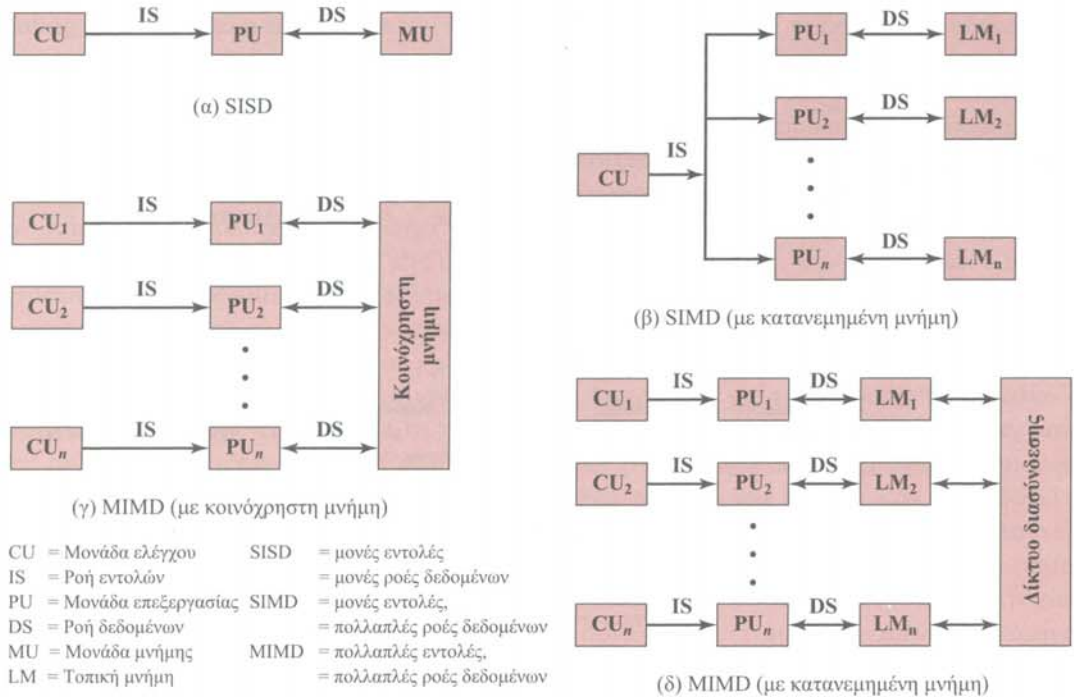 IS DS
CU PU MU
(α) SISD
IS DS
CU₁ PU₁
IS DS
CU₂ PU₂
IS DS
CUₙ PUₙ
Κοινόχρηστη
μνήμη
(γ) MIMD (με κοινόχρηστη μνήμη)
DS
PU₁ LM₁
DS
PU₂ LM₂
IS
CU
DS
PUₙ LMₙ
(β) SIMD (με κατανεμημένη μνήμη)
IS DS
CU₁ PU₁ LM₁
IS DS
CU₂ PU₂ LM₂
IS DS
CUₙ PUₙ LMₙ
Δίκτυο διασύνδεσης
(δ) MIMD (με κατανεμημένη μνήμη)
CU = Μονάδα ελέγχου SISD = μονές εντολές
IS = Ροή εντολών = μονές ροές δεδομένων
PU = Μονάδα επεξεργασίας SIMD = μονές εντολές,
DS = Ροή δεδομένων = πολλαπλές ροές δεδομένων
MU = Μονάδα μνήμης MIMD = πολλαπλές εντολές,
LM = Τοπική μνήμη = πολλαπλές ροές δεδομένων